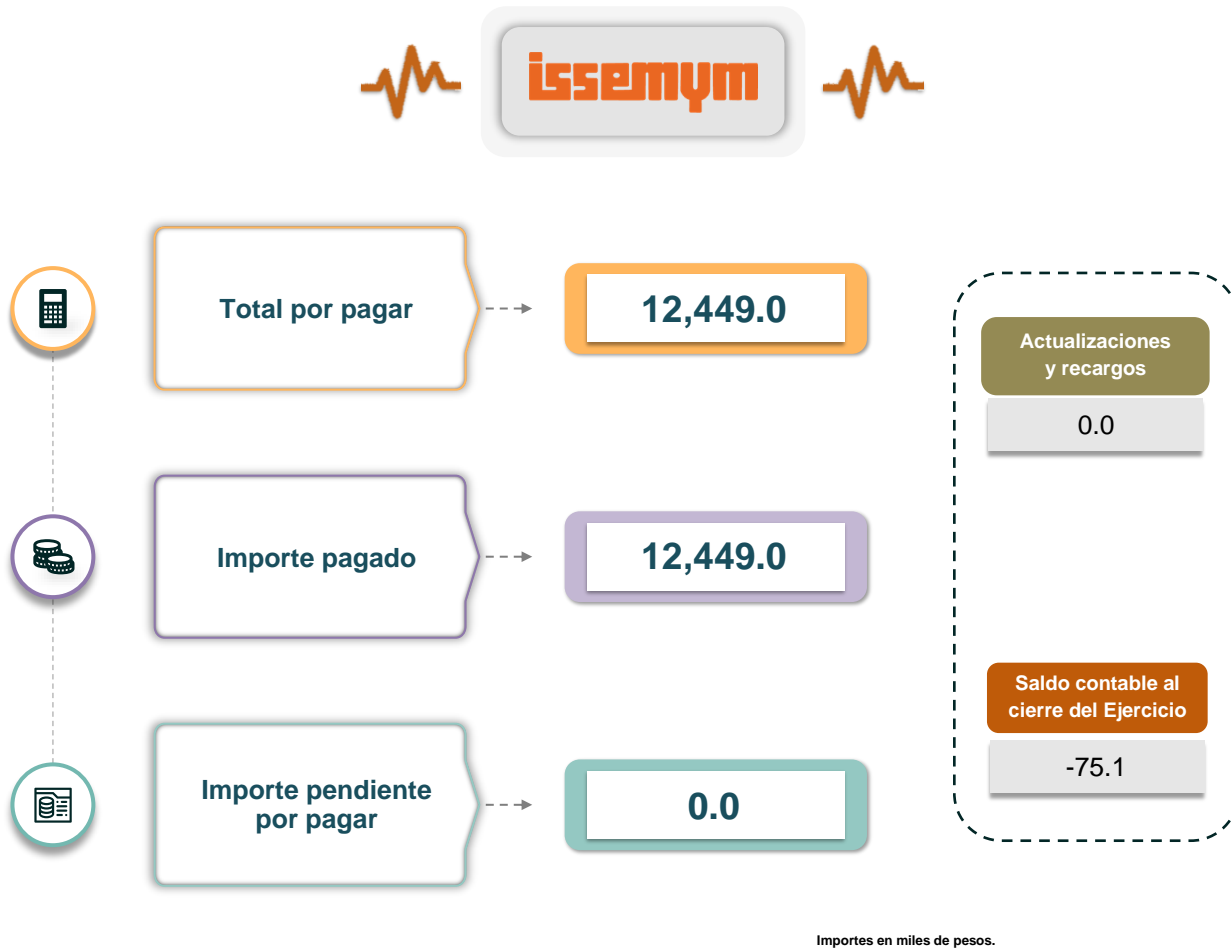 issemym
Total por pagar
12,449.0
Importe pagado
12,449.0
Importe pendiente
por pagar
0.0
Actualizaciones
y recargos
0.0
Saldo contable al
cierre del Ejercicio
-75.1
Importes en miles de pesos.